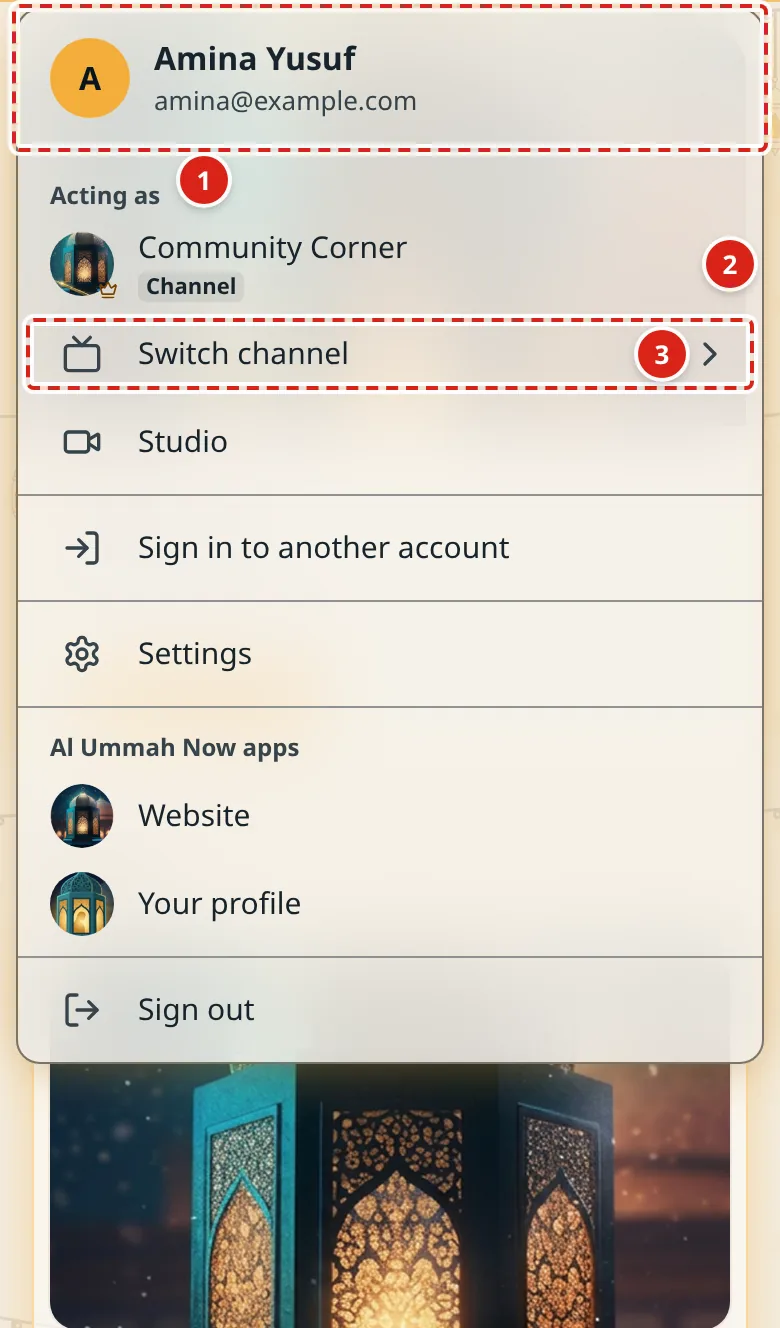 A
Amina Yusuf
amina@example.com
1
Acting as
Community Corner
2
Channel
Switch channel
3
Studio
Sign in to another account
Settings
Al Ummah Now apps
Website
Your profile
Sign out